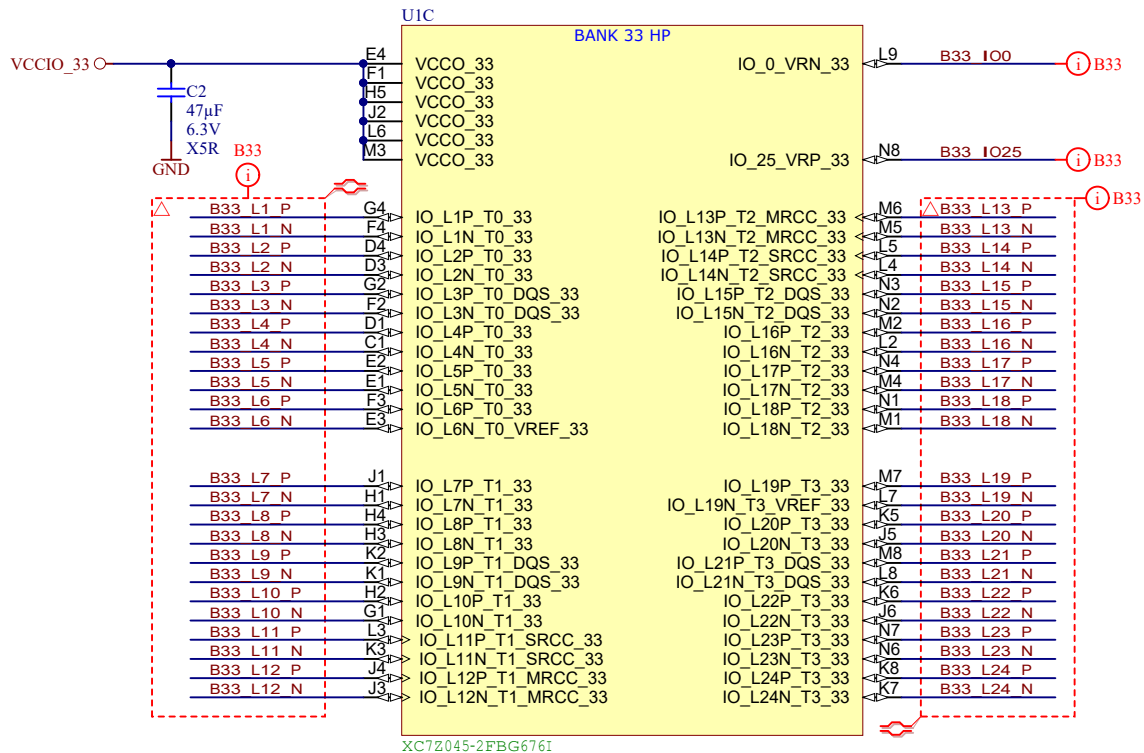 U1C
BANK 33 HP
VCCIO_33
C2
47µF
6.3V
X5R
GND
E4 VCCO_33
F1 VCCO_33
H5 VCCO_33
J2 VCCO_33
L6 VCCO_33
M3 VCCO_33
IO_0_VRN_33 L9 B33_IO0 i B33
IO_25_VRP_33 N8 B33_IO25 i B33
B33
i
i B33
B33_L1_P G4 IO_L1P_T0_33
B33_L1_N F4 IO_L1N_T0_33
B33_L2_P D4 IO_L2P_T0_33
B33_L2_N D3 IO_L2N_T0_33
B33_L3_P G2 IO_L3P_T0_DQS_33
B33_L3_N F2 IO_L3N_T0_DQS_33
B33_L4_P D1 IO_L4P_T0_33
B33_L4_N C1 IO_L4N_T0_33
B33_L5_P E2 IO_L5P_T0_33
B33_L5_N E1 IO_L5N_T0_33
B33_L6_P F3 IO_L6P_T0_33
B33_L6_N E3 IO_L6N_T0_VREF_33
B33_L7_P J1 IO_L7P_T1_33
B33_L7_N H1 IO_L7N_T1_33
B33_L8_P H4 IO_L8P_T1_33
B33_L8_N H3 IO_L8N_T1_33
B33_L9_P K2 IO_L9P_T1_DQS_33
B33_L9_N K1 IO_L9N_T1_DQS_33
B33_L10_P H2 IO_L10P_T1_33
B33_L10_N G1 IO_L10N_T1_33
B33_L11_P L3 IO_L11P_T1_SRCC_33
B33_L11_N K3 IO_L11N_T1_SRCC_33
B33_L12_P J4 IO_L12P_T1_MRCC_33
B33_L12_N J3 IO_L12N_T1_MRCC_33
IO_L13P_T2_MRCC_33 M6 B33_L13_P
IO_L13N_T2_MRCC_33 M5 B33_L13_N
IO_L14P_T2_SRCC_33 L5 B33_L14_P
IO_L14N_T2_SRCC_33 L4 B33_L14_N
IO_L15P_T2_DQS_33 N3 B33_L15_P
IO_L15N_T2_DQS_33 N2 B33_L15_N
IO_L16P_T2_33 M2 B33_L16_P
IO_L16N_T2_33 L2 B33_L16_N
IO_L17P_T2_33 N4 B33_L17_P
IO_L17N_T2_33 M4 B33_L17_N
IO_L18P_T2_33 N1 B33_L18_P
IO_L18N_T2_33 M1 B33_L18_N
IO_L19P_T3_33 M7 B33_L19_P
IO_L19N_T3_VREF_33 L7 B33_L19_N
IO_L20P_T3_33 K5 B33_L20_P
IO_L20N_T3_33 J5 B33_L20_N
IO_L21P_T3_DQS_33 M8 B33_L21_P
IO_L21N_T3_DQS_33 L8 B33_L21_N
IO_L22P_T3_33 K6 B33_L22_P
IO_L22N_T3_33 J6 B33_L22_N
IO_L23P_T3_33 N7 B33_L23_P
IO_L23N_T3_33 N6 B33_L23_N
IO_L24P_T3_33 K8 B33_L24_P
IO_L24N_T3_33 K7 B33_L24_N
XC7Z045-2FBG676I